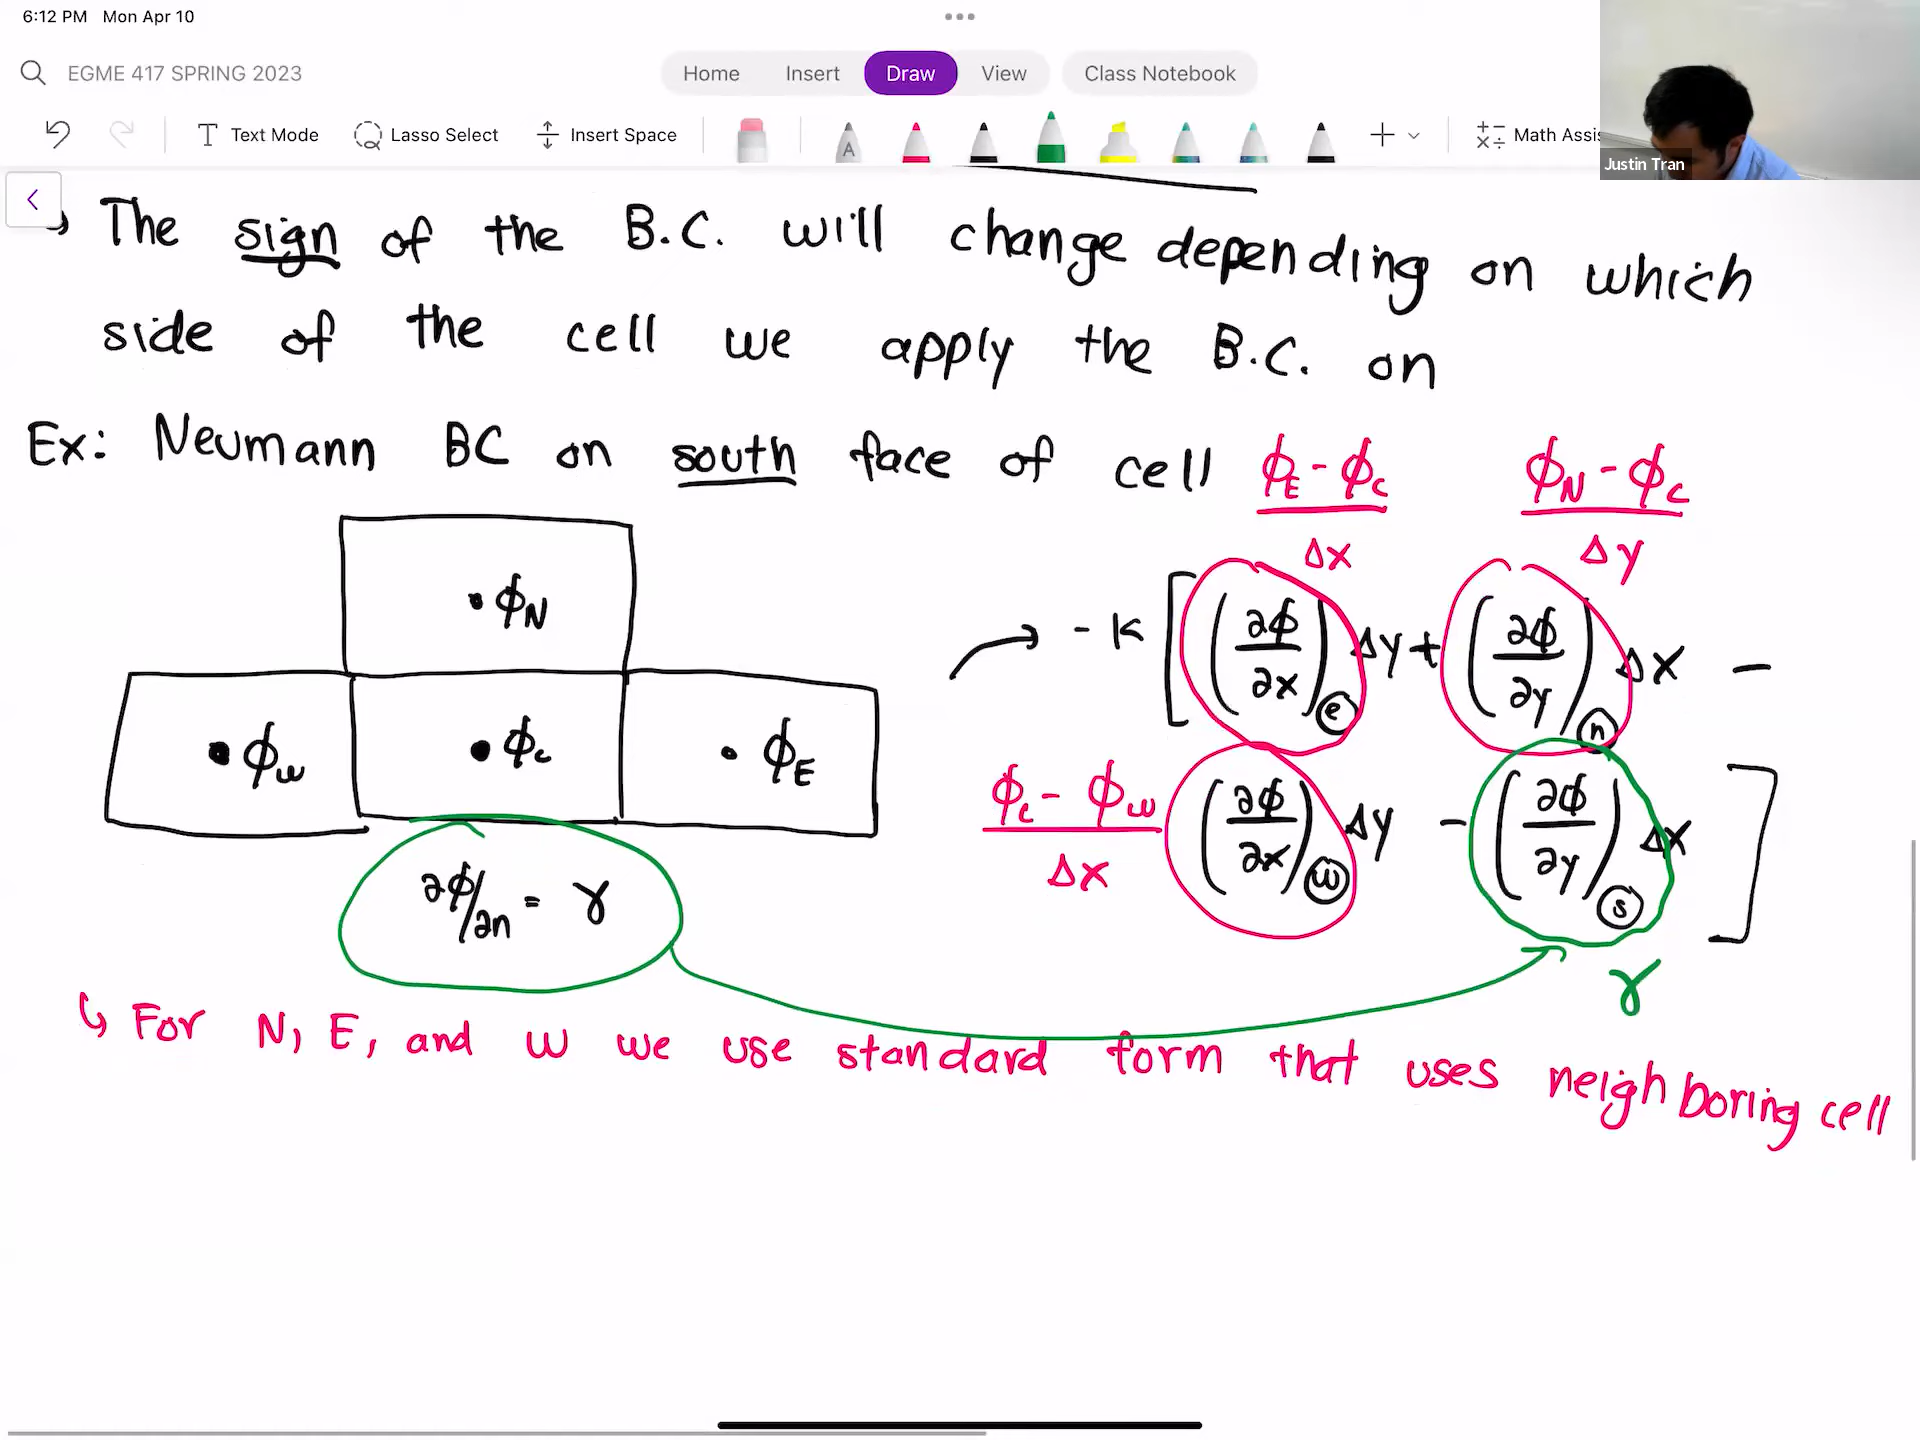 6:12 PM Mon Apr 10
EGME 417 SPRING 2023
Home Insert Draw View Class Notebook
Text Mode Lasso Select Insert Space A Math Assis
Justin Tran
The sign of the B.C. will change depending on which
side of the cell we apply the B.C. on
Ex: Neumann BC on south face of cell
ϕE - ϕc / Δx
ϕN - ϕc / Δy
• ϕN
• ϕw • ϕc • ϕE
→ - K [ (∂ϕ/∂x)e Δy + (∂ϕ/∂y)n Δx -
ϕc - ϕw / Δx
(∂ϕ/∂x)w Δy - (∂ϕ/∂y)s Δx ]
∂ϕ/∂n = γ
γ
↳ For N, E, and W we use standard form that uses neighboring cell